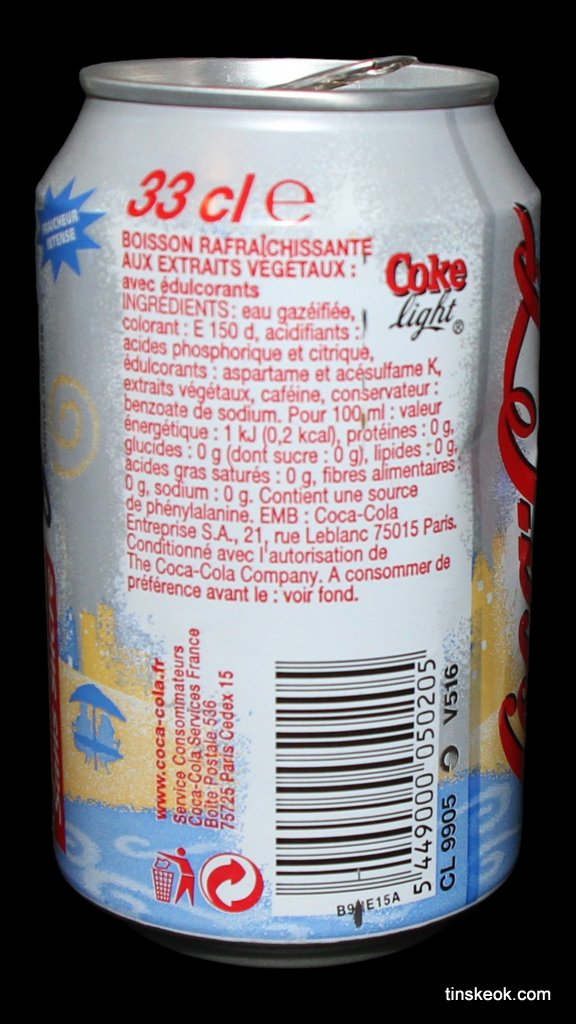 33 cl e
FRAÎCHEUR
INTENSE
BOISSON RAFRAÎCHISSANTE
AUX EXTRAITS VÉGÉTAUX :
avec édulcorants
INGRÉDIENTS : eau gazéifiée,
colorant : E 150 d, acidifiants :
acides phosphorique et citrique,
édulcorants : aspartame et acésulfame K,
extraits végétaux, caféine, conservateur :
benzoate de sodium. Pour 100 ml : valeur
énergétique : 1 kJ (0,2 kcal), protéines : 0 g,
glucides : 0 g (dont sucre : 0 g), lipides : 0 g,
acides gras saturés : 0 g, fibres alimentaires :
0 g, sodium : 0 g. Contient une source
de phénylalanine. EMB : Coca-Cola
Entreprise S.A., 21, rue Leblanc 75015 Paris.
Conditionné avec l'autorisation de
The Coca-Cola Company. A consommer de
préférence avant le : voir fond.
Coke
light®
www.coca-cola.fr
Service Consommateurs
Coca-Cola Services France
Boîte Postale 536
75725 Paris Cedex 15
5 449000 050205
CL 9905 V516
tinskeok.com